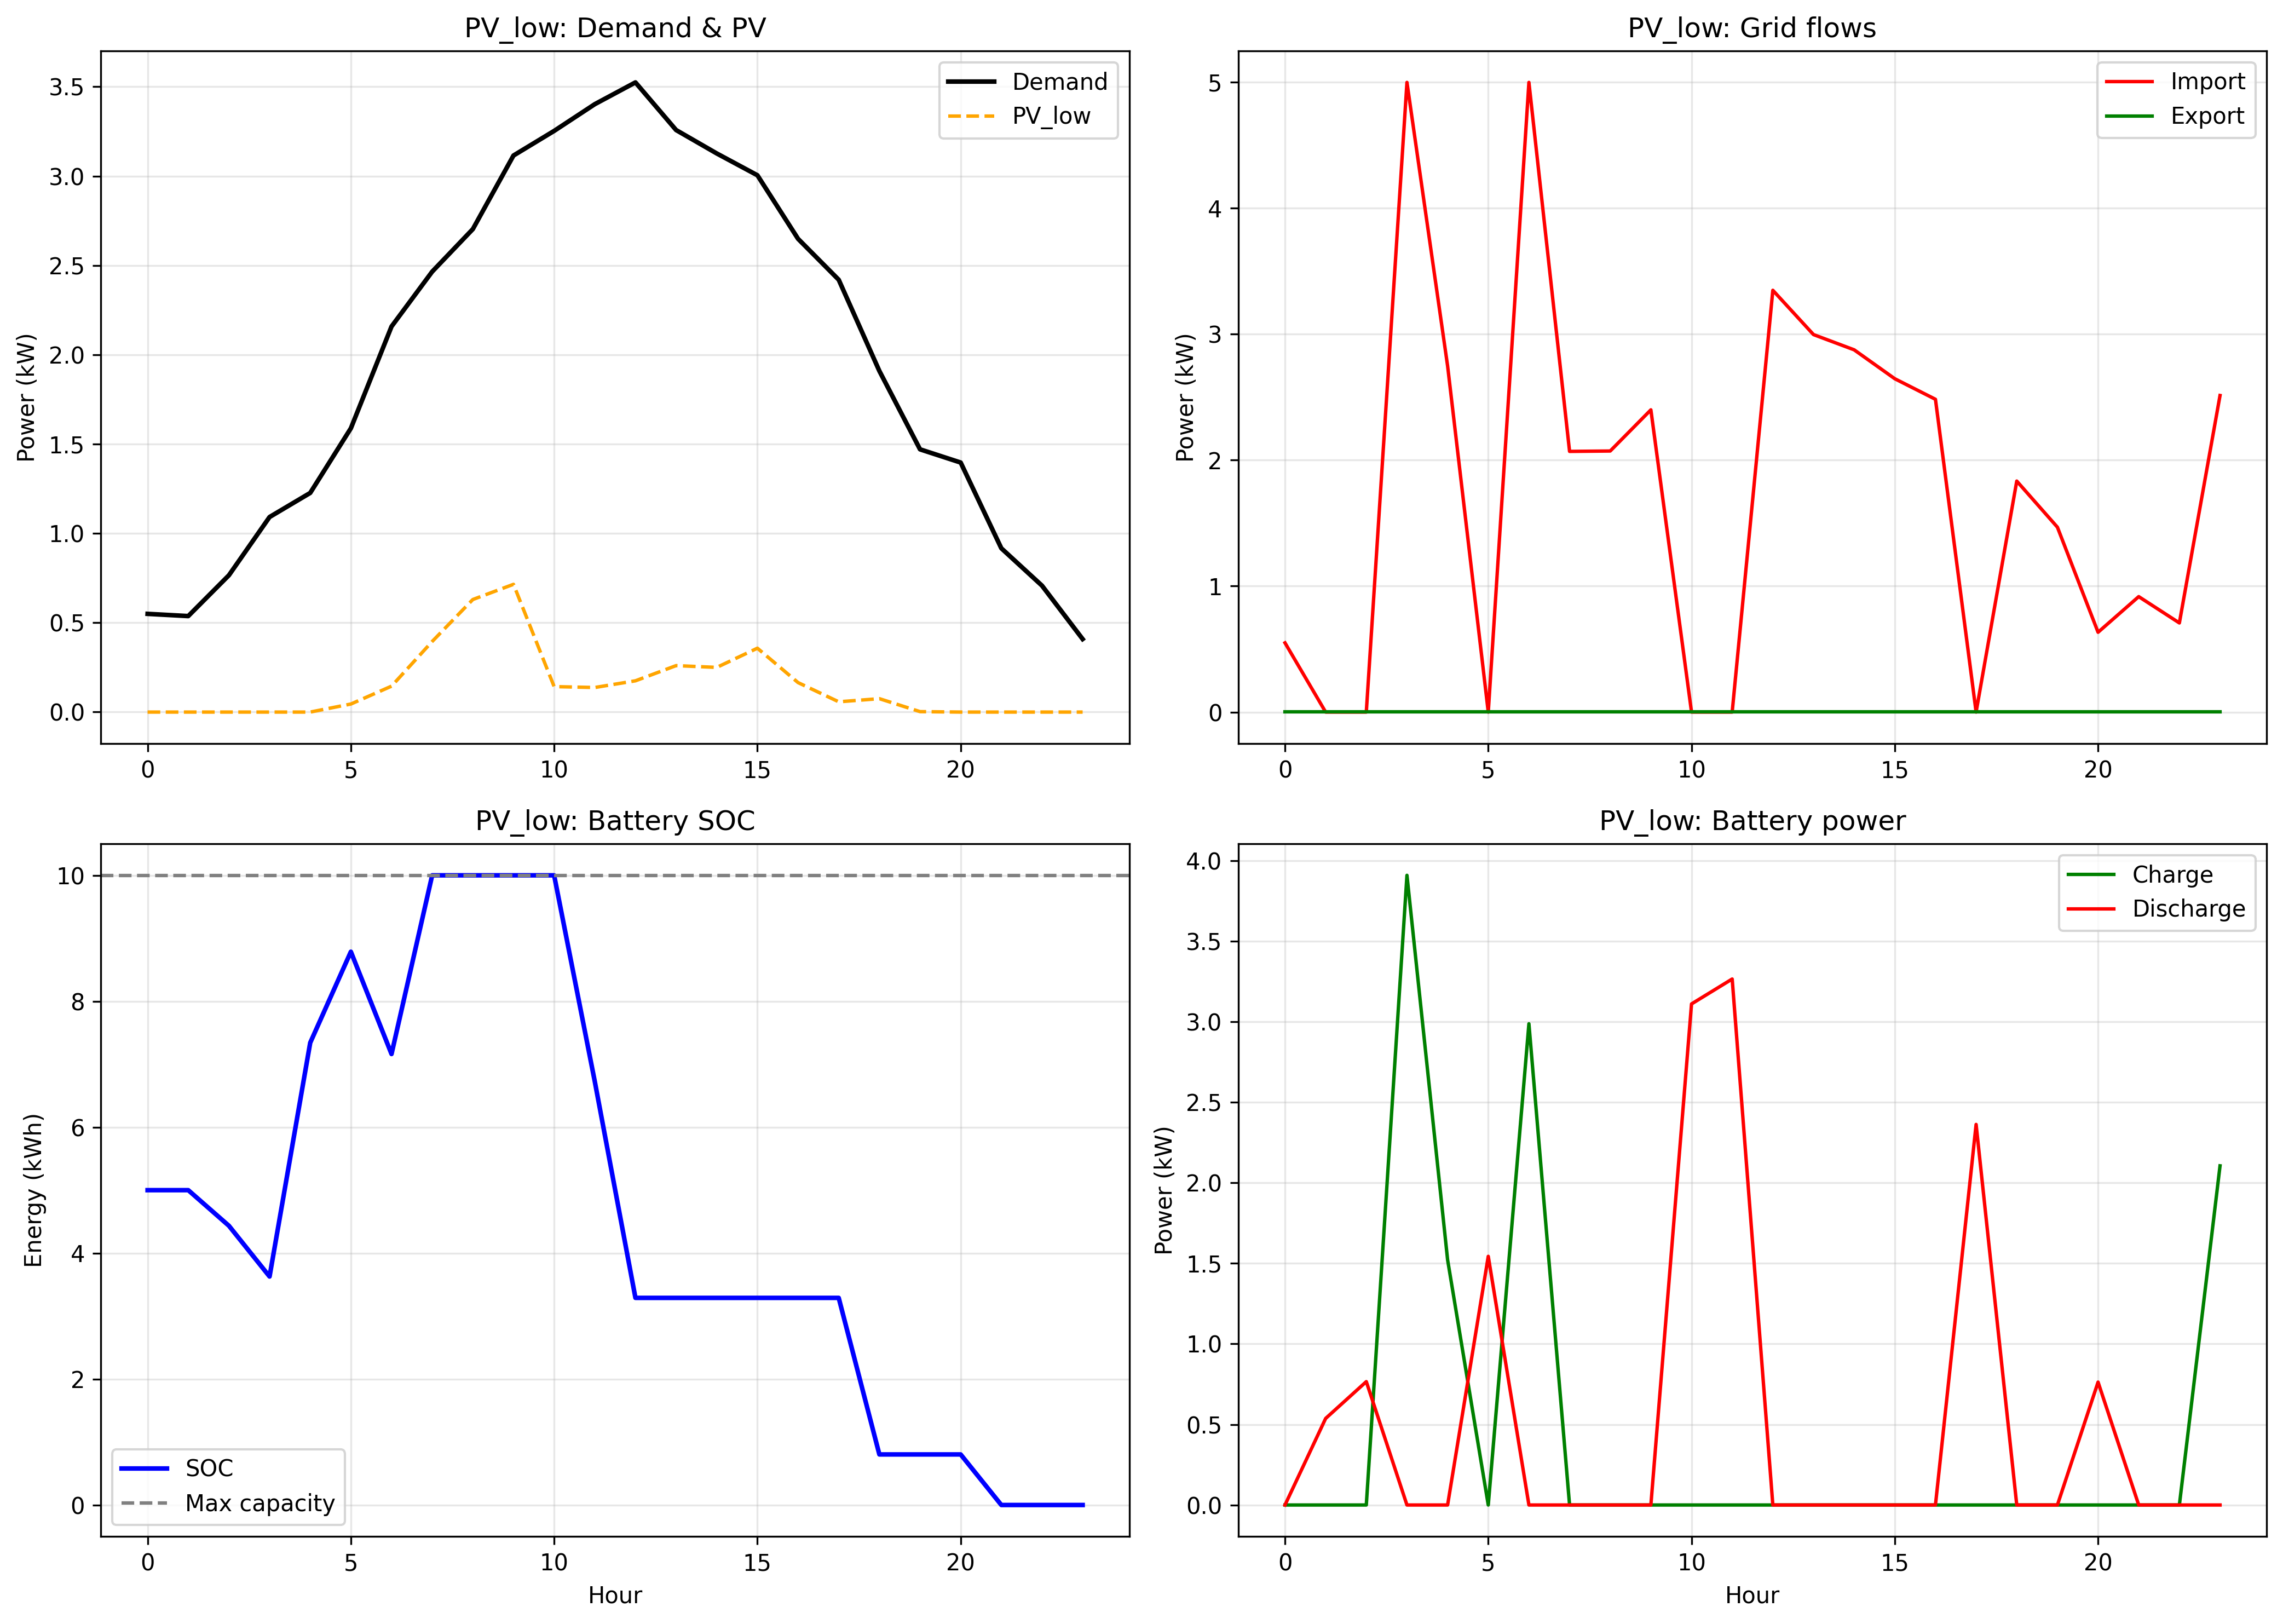 PV_low: Demand & PV
Power (kW)
3.5
3.0
2.5
2.0
1.5
1.0
0.5
0.0
0 5 10 15 20
Demand
PV_low
PV_low: Grid flows
Power (kW)
5
4
3
2
1
0
0 5 10 15 20
Import
Export
PV_low: Battery SOC
Energy (kWh)
10
8
6
4
2
0
SOC
Max capacity
0 5 10 15 20
Hour
PV_low: Battery power
Power (kW)
4.0
3.5
3.0
2.5
2.0
1.5
1.0
0.5
0.0
Charge
Discharge
0 5 10 15 20
Hour